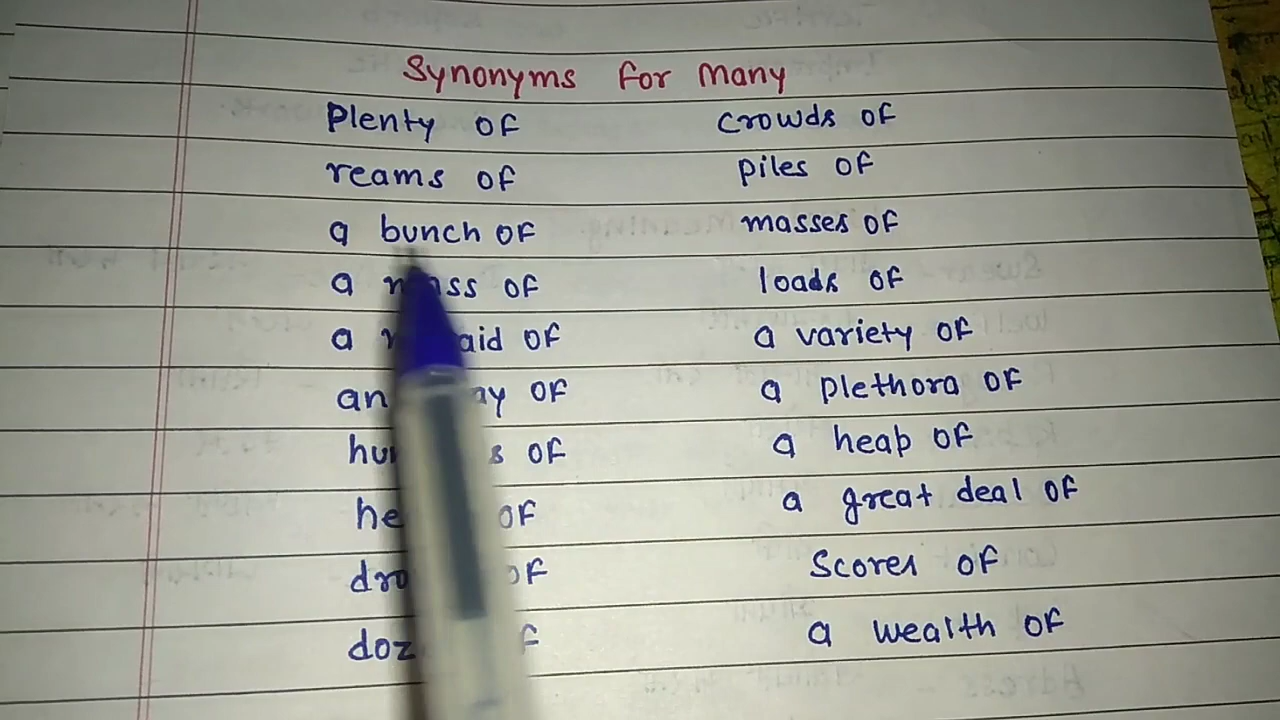 Synonyms for Many
Plenty of
reams of
a bunch of
a of
a of
of
of
of
of
crowds of
piles of
masses of
loads of
a variety of
a plethora of
a heap of
a great deal of
Scores of
a wealth of